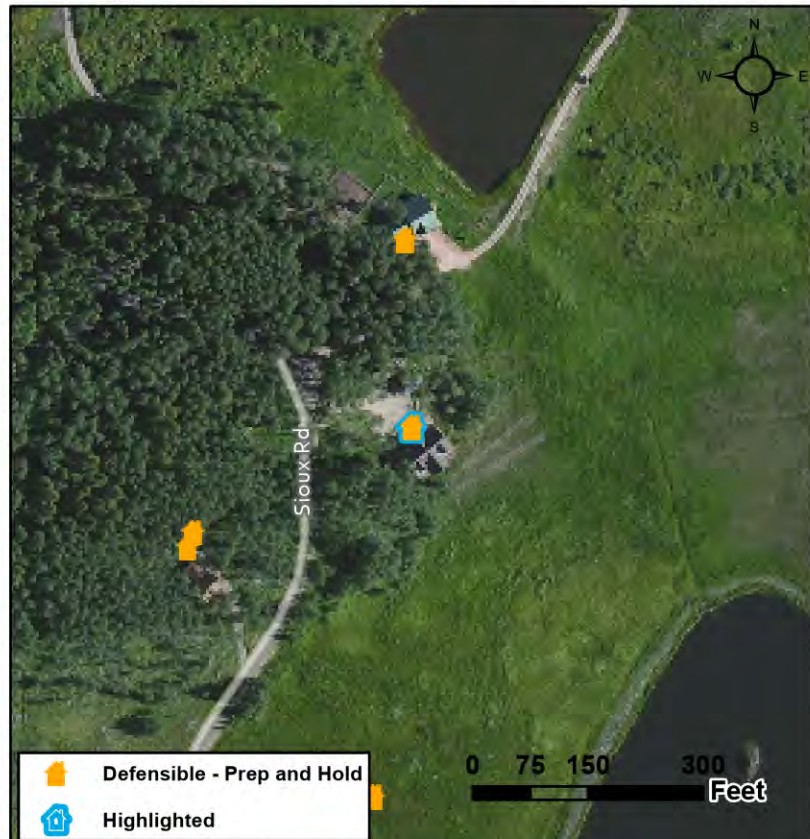 N
W E
S
Sioux Rd
Defensible - Prep and Hold
Highlighted
0 75 150 300
Feet